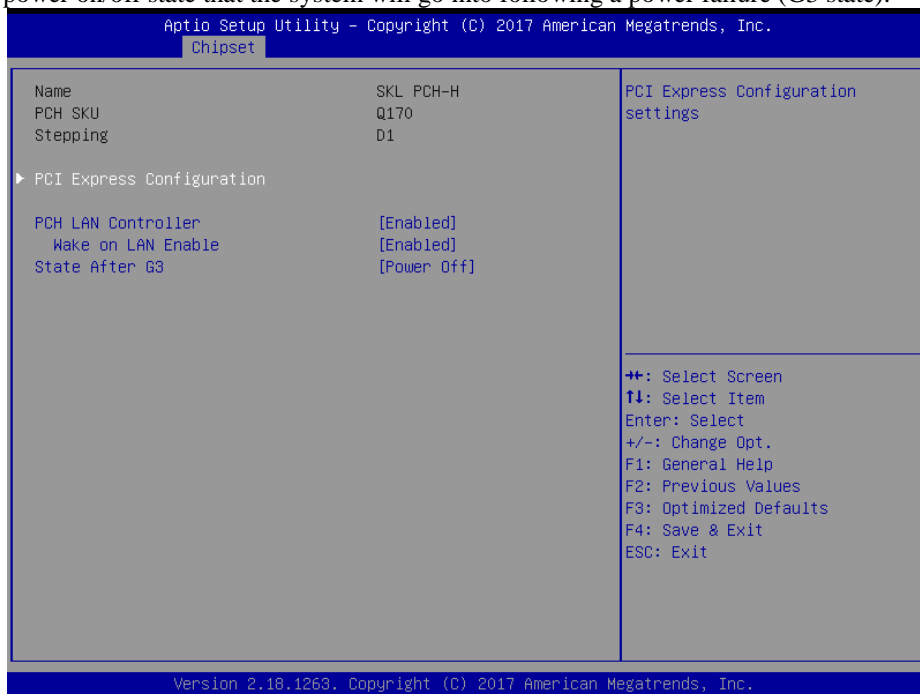 power on/off state that the system will go into following a power failure (G3 state).
Aptio Setup Utility – Copyright (C) 2017 American Megatrends, Inc.
Chipset
Name SKL PCH-H
PCH SKU Q170
Stepping D1
PCI Express Configuration
PCH LAN Controller [Enabled]
Wake on LAN Enable [Enabled]
State After G3 [Power Off]
PCI Express Configuration
settings
→←: Select Screen
↑↓: Select Item
Enter: Select
+/-: Change Opt.
F1: General Help
F2: Previous Values
F3: Optimized Defaults
F4: Save & Exit
ESC: Exit
Version 2.18.1263. Copyright (C) 2017 American Megatrends, Inc.